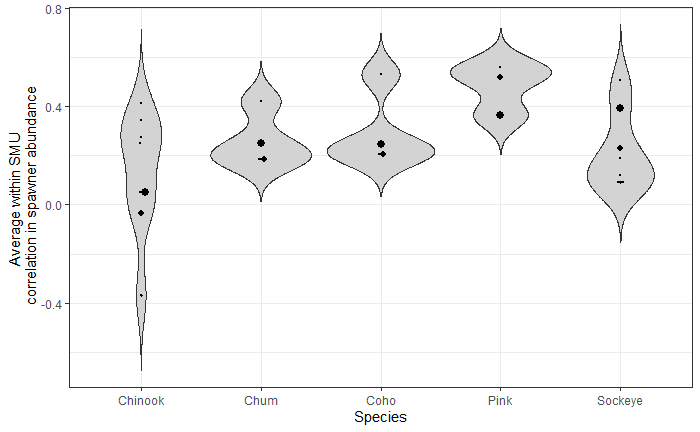 Average within SMU
correlation in spawner abundance
0.8
0.4
0.0
-0.4
Chinook Chum Coho Pink Sockeye
Species